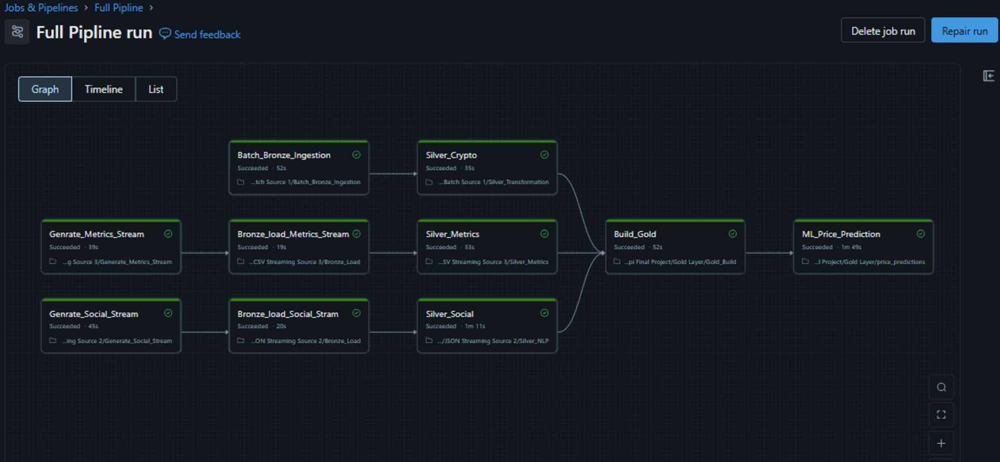 Jobs & Pipelines › Full Pipline ›
Full Pipline run
Send feedback
Delete job run
Repair run
Graph
Timeline
List
Batch_Bronze_Ingestion
Succeeded · 52s
...tch Source 1/Batch_Bronze_Ingestion
Silver_Crypto
Succeeded · 35s
...Batch Source 1/Silver_Transformation
Genrate_Metrics_Stream
Succeeded · 39s
...g Source 3/Generate_Metrics_Stream
Bronze_load_Metrics_Stream
Succeeded · 19s
...CSV Streaming Source 3/Bronze_Load
Silver_Metrics
Succeeded · 33s
...SV Streaming Source 3/Silver_Metrics
Build_Gold
Succeeded · 52s
...pi Final Project/Gold Layer/Gold_Build
ML_Price_Prediction
Succeeded · 1m 49s
...l Project/Gold Layer/price_predictions
Genrate_Social_Stream
Succeeded · 45s
...ing Source 2/Generate_Social_Stream
Bronze_load_Social_Stram
Succeeded · 20s
...ON Streaming Source 2/Bronze_Load
Silver_Social
Succeeded · 1m 11s
.../JSON Streaming Source 2/Silver_NLP